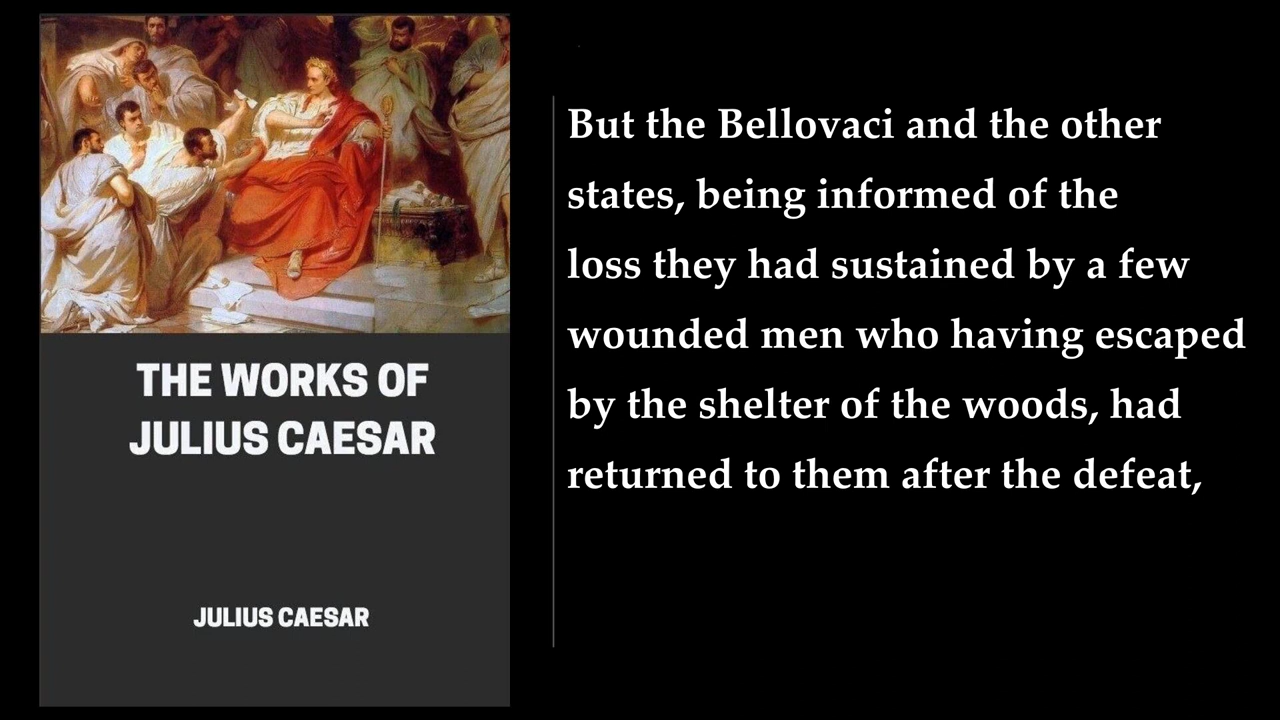 THE WORKS OF
JULIUS CAESAR
JULIUS CAESAR
But the Bellovaci and the other
states, being informed of the
loss they had sustained by a few
wounded men who having escaped
by the shelter of the woods, had
returned to them after the defeat,